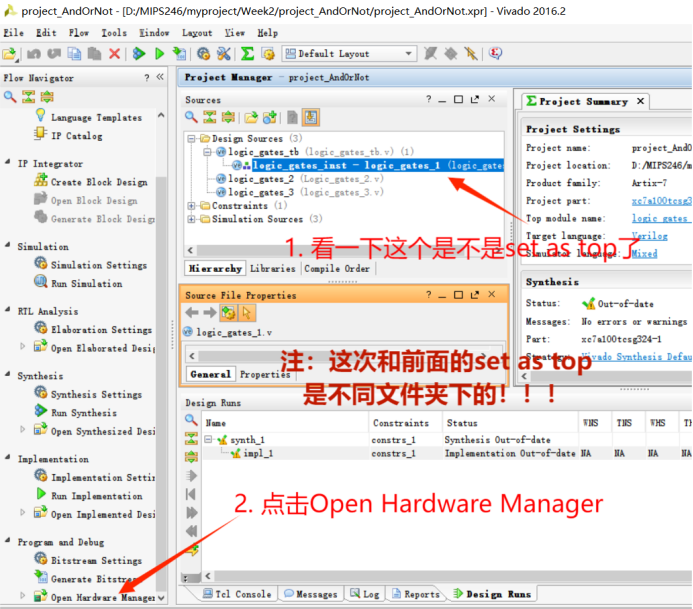 project_AndOrNot - [D:/MIPS246/myproject/Week2/project_AndOrNot/project_AndOrNot.xpr] - Vivado 2016.2
File Edit Flow Tools Window Layout View Help
Default Layout
Flow Navigator
Language Templates
IP Catalog
IP Integrator
Create Block Design
Open Block Design
Generate Block Desig
Simulation
Simulation Settings
Run Simulation
RTL Analysis
Elaboration Settings
Open Elaborated Desi
Synthesis
Synthesis Settings
Run Synthesis
Open Synthesized Desi
Implementation
Implementation Settin
Run Implementation
Open Implemented Desi
Program and Debug
Bitstream Settings
Generate Bitstre
Open Hardware Manager
Project Manager - project_AndOrNot
Sources
Design Sources (3)
logic_gates_tb (logic_gates_tb.v) (1)
logic_gates_inst - logic_gates_1 (logic_gates
logic_gates_2 (logic_gates_2.v)
logic_gates_3 (logic_gates_3.v)
Constraints (1)
Simulation Sources (3)
1. 看一下这个是不是set as top了
Hierarchy Libraries Compile Order
Source File Properties
logic_gates_1.v
General Properties
注：这次和前面的set as top
是不同文件夹下的！！！
Project Summary
Project Settings
Project name: project_AndO
Project location: D:/MIPS246/m
Product family: Artix-7
Project part: xc7a100tcsg3
Top module name: logic_gates
Target language: Verilog
Simulator language: Mixed
Synthesis
Status: Out-of-date
Messages: No errors or warnings
Part: xc7a100tcsg324-1
Strategy: Vivado Synthesis Defau
Design Runs
Name Constraints Status WNS TNS WHS TH
synth_1 constrs_1 Synthesis Out-of-date
impl_1 constrs_1 Implementation Out-of-date NA NA NA NA
2. 点击Open Hardware Manager
Tcl Console Messages Log Reports Design Runs